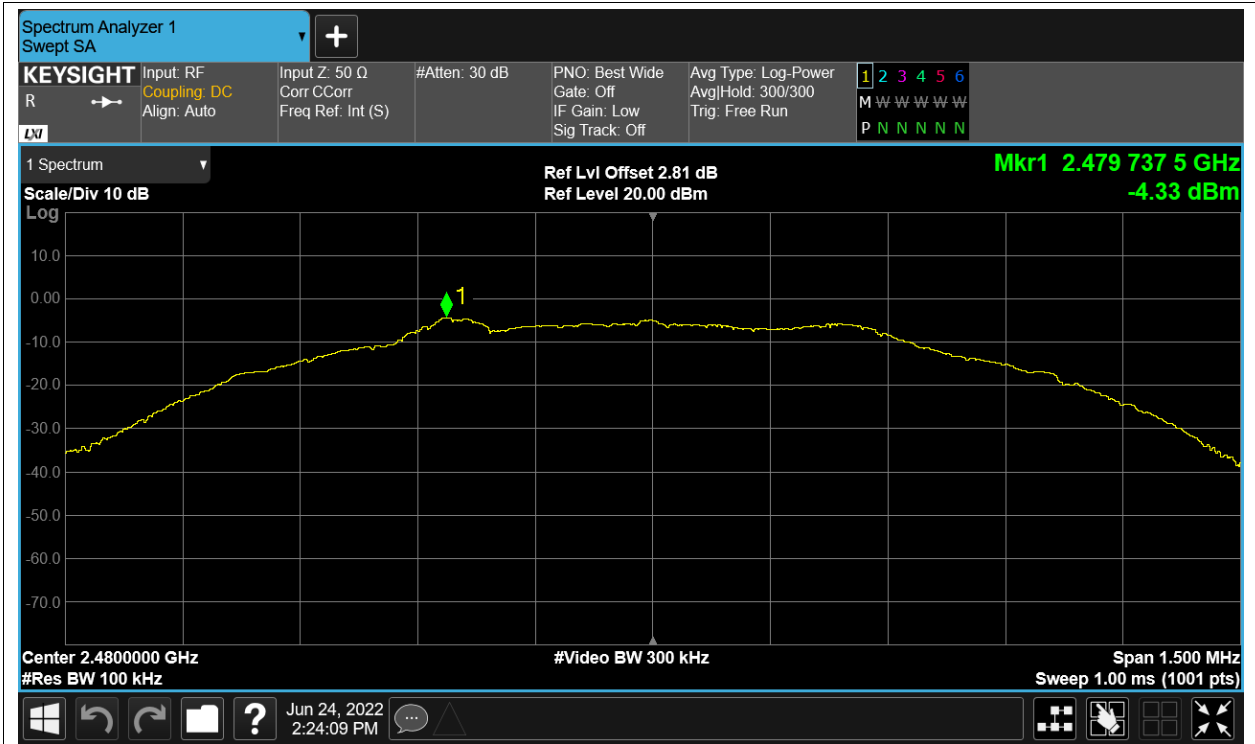 Spectrum Analyzer 1
Swept SA
KEYSIGHT
R
LXI
Input: RF
Coupling: DC
Align: Auto
Input Z: 50 Ω
Corr CCorr
Freq Ref: Int (S)
#Atten: 30 dB
PNO: Best Wide
Gate: Off
IF Gain: Low
Sig Track: Off
Avg Type: Log-Power
Avg|Hold: 300/300
Trig: Free Run
1 2 3 4 5 6
M W W W W W
P N N N N N
1 Spectrum
Scale/Div 10 dB
Log
Ref Lvl Offset 2.81 dB
Ref Level 20.00 dBm
Mkr1 2.479 737 5 GHz
-4.33 dBm
10.0
0.00
1
-10.0
-20.0
-30.0
-40.0
-50.0
-60.0
-70.0
Center 2.4800000 GHz
#Res BW 100 kHz
#Video BW 300 kHz
Span 1.500 MHz
Sweep 1.00 ms (1001 pts)
?
Jun 24, 2022
2:24:09 PM